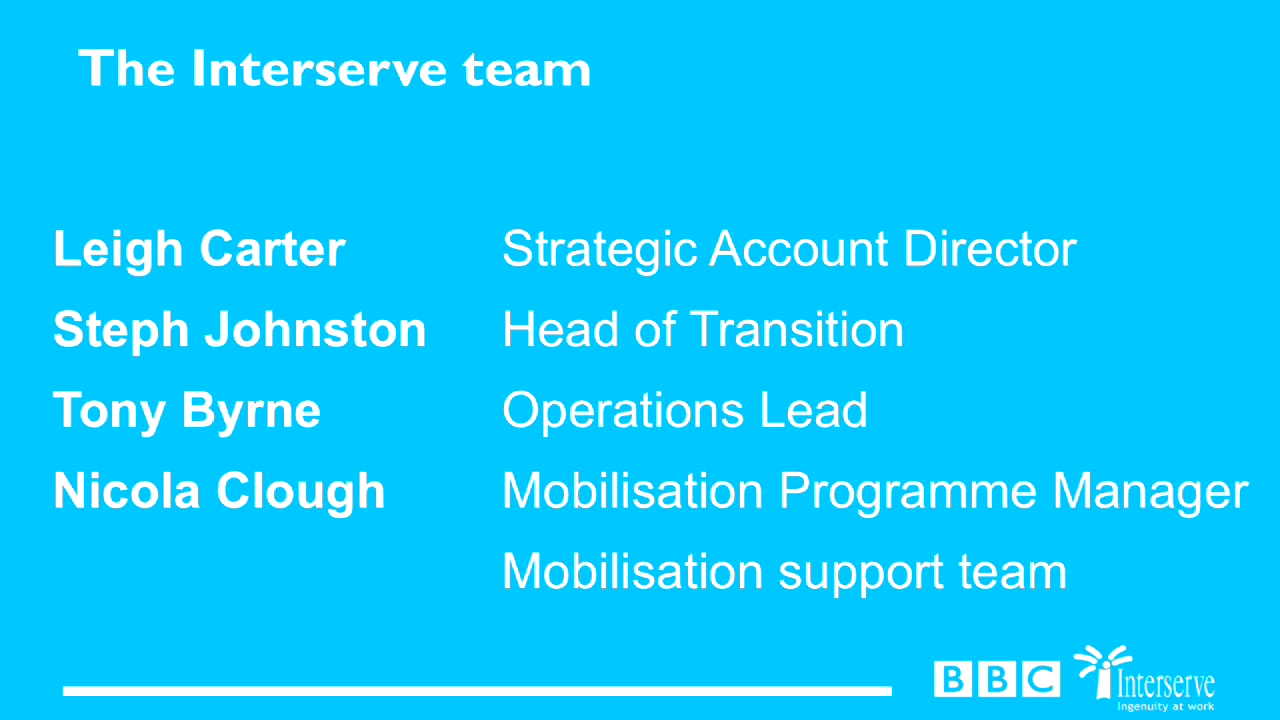 The Interserve team
Leigh Carter Strategic Account Director
Steph Johnston Head of Transition
Tony Byrne Operations Lead
Nicola Clough Mobilisation Programme Manager
Mobilisation support team
BBC Interserve
Ingenuity at work